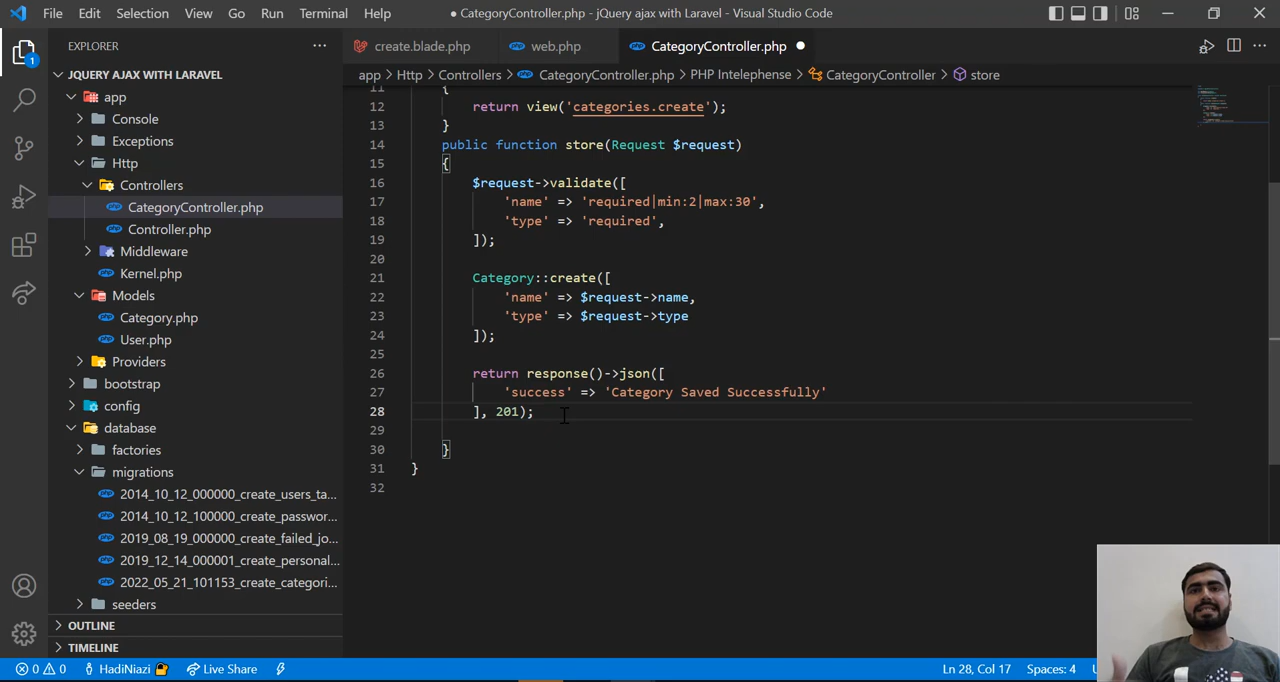 File Edit Selection View Go Run Terminal Help ● CategoryController.php - jQuery ajax with Laravel - Visual Studio Code
EXPLORER ··· create.blade.php web.php CategoryController.php ●
1
JQUERY AJAX WITH LARAVEL
app > Http > Controllers > CategoryController.php > PHP Intelephense > CategoryController > store
app
Console
Exceptions
Http
Controllers
CategoryController.php
Controller.php
Middleware
Kernel.php
Models
Category.php
User.php
Providers
bootstrap
config
database
factories
migrations
2014_10_12_000000_create_users_ta...
2014_10_12_100000_create_passwor...
2019_08_19_000000_create_failed_jo...
2019_12_14_000001_create_personal...
2022_05_21_101153_create_categori...
seeders
OUTLINE
TIMELINE
11 {
12 return view('categories.create');
13 }
14 public function store(Request $request)
15 {
16 $request->validate([
17 'name' => 'required|min:2|max:30',
18 'type' => 'required',
19 ]);
20
21 Category::create([
22 'name' => $request->name,
23 'type' => $request->type
24 ]);
25
26 return response()->json([
27 'success' => 'Category Saved Successfully'
28 ], 201);
29
30 }
31 }
32
0 0 HadiNiazi Live Share Ln 28, Col 17 Spaces: 4